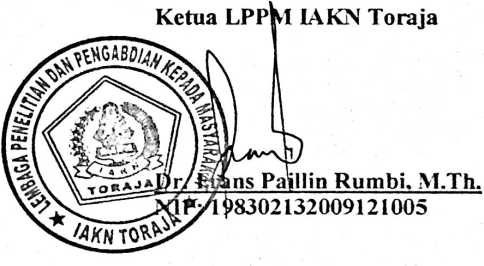 Ketua LPPM IAKN Toraja
LEMBAGA PENELITIAN DAN PENGABDIAN KEPADA MASYARAKAT
IAKN
TORAJA
IAKN TORAJA
Dr. Frans Paillin Rumbi, M.Th.
NIP. 198302132009121005